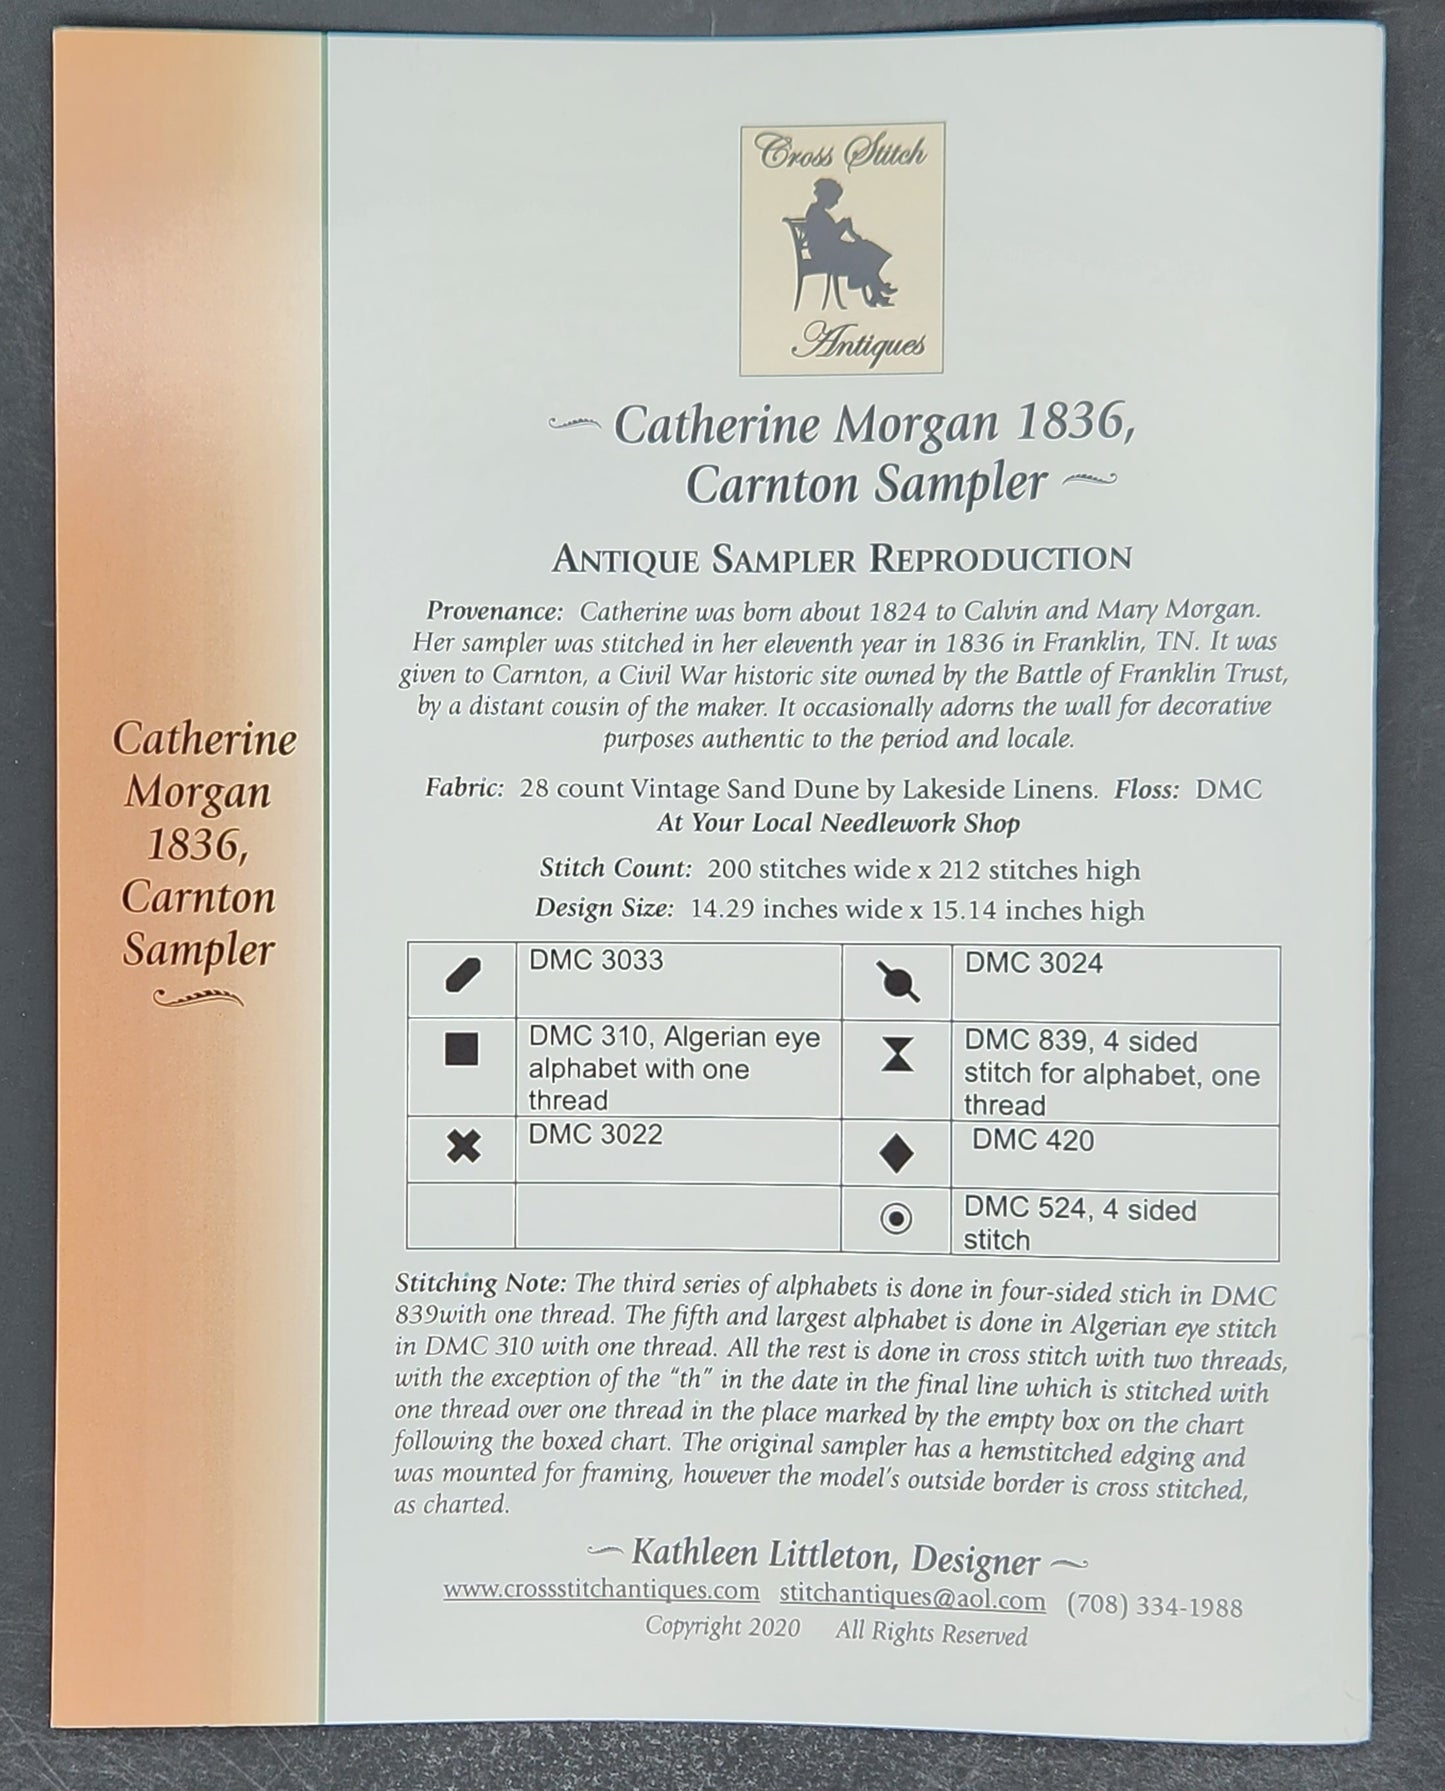 Catherine
Morgan
1836,
Carnton
Sampler
Cross Stitch
Antiques
Catherine Morgan 1836,
Carnton Sampler
ANTIQUE SAMPLER REPRODUCTION
Provenance: Catherine was born about 1824 to Calvin and Mary Morgan.
Her sampler was stitched in her eleventh year in 1836 in Franklin, TN. It was
given to Carnton, a Civil War historic site owned by the Battle of Franklin Trust,
by a distant cousin of the maker. It occasionally adorns the wall for decorative
purposes authentic to the period and locale.
Fabric: 28 count Vintage Sand Dune by Lakeside Linens. Floss: DMC
At Your Local Needlework Shop
Stitch Count: 200 stitches wide x 212 stitches high
Design Size: 14.29 inches wide x 15.14 inches high
DMC 3033
DMC 3024
DMC 310, Algerian eye
alphabet with one
thread
DMC 839, 4 sided
stitch for alphabet, one
thread
DMC 3022
DMC 420
DMC 524, 4 sided
stitch
Stitching Note: The third series of alphabets is done in four-sided stich in DMC
839with one thread. The fifth and largest alphabet is done in Algerian eye stitch
in DMC 310 with one thread. All the rest is done in cross stitch with two threads,
with the exception of the "th" in the date in the final line which is stitched with
one thread over one thread in the place marked by the empty box on the chart
following the boxed chart. The original sampler has a hemstitched edging and
was mounted for framing, however the model's outside border is cross stitched,
as charted.
Kathleen Littleton, Designer
www.crossstitchantiques.com stitchantiques@aol.com (708) 334-1988
Copyright 2020 All Rights Reserved